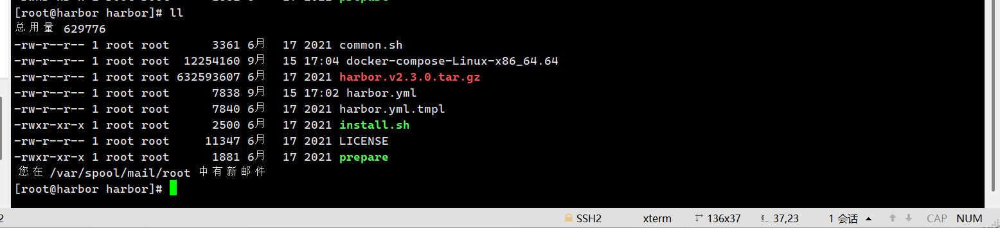 [root@harbor harbor]# ll
总用量 629776
-rw-r--r-- 1 root root      3361 6月   17 2021 common.sh
-rw-r--r-- 1 root root  12254160 9月   15 17:04 docker-compose-Linux-x86_64.64
-rw-r--r-- 1 root root 632593607 6月   17 2021 harbor.v2.3.0.tar.gz
-rw-r--r-- 1 root root      7838 9月   15 17:02 harbor.yml
-rw-r--r-- 1 root root      7840 6月   17 2021 harbor.yml.tmpl
-rwxr-xr-x 1 root root      2500 6月   17 2021 install.sh
-rw-r--r-- 1 root root     11347 6月   17 2021 LICENSE
-rwxr-xr-x 1 root root      1881 6月   17 2021 prepare
您在 /var/spool/mail/root 中有新邮件
[root@harbor harbor]#
2 SSH2 xterm 136x37 37,23 1 会话 CAP NUM